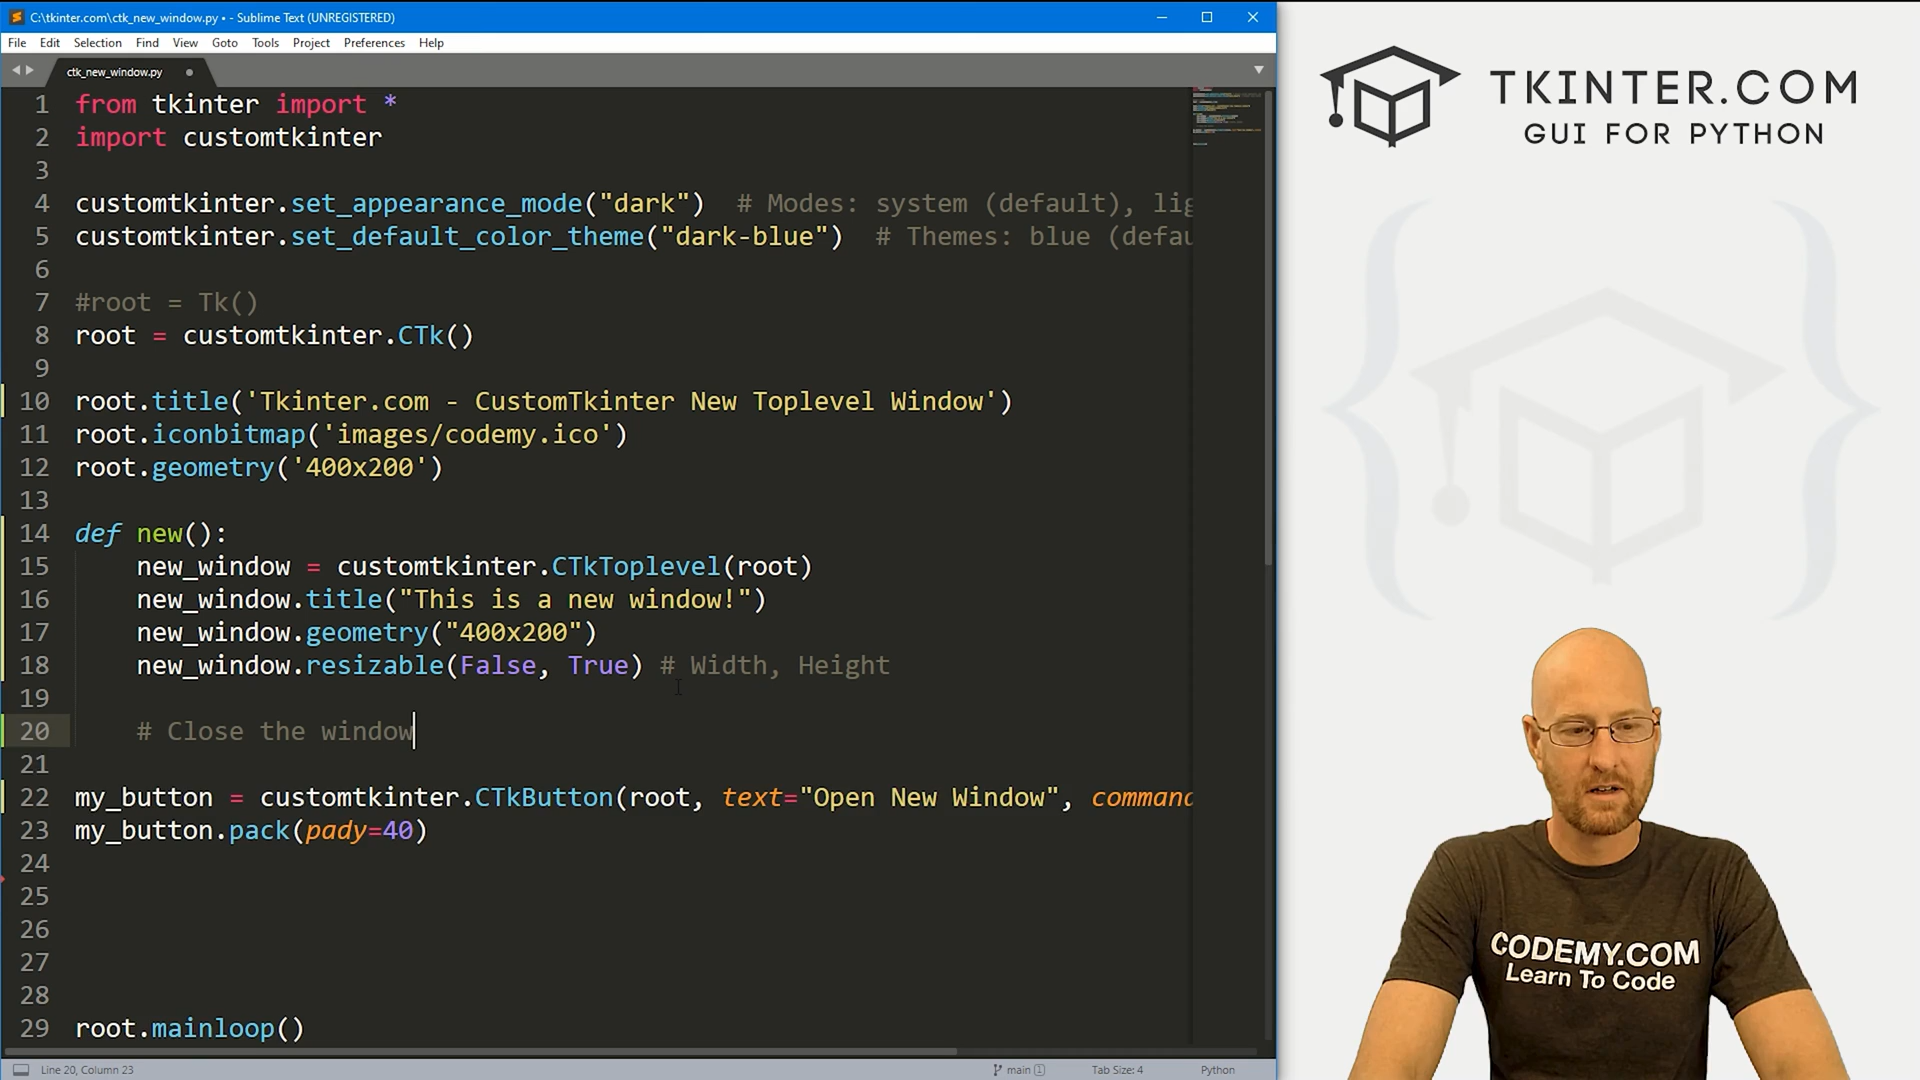 C:\tkinter.com\ctk_new_window.py • - Sublime Text (UNREGISTERED)
File Edit Selection Find View Goto Tools Project Preferences Help
ctk_new_window.py
1 from tkinter import *
2 import customtkinter
3
4 customtkinter.set_appearance_mode("dark")  # Modes: system (default), lig
5 customtkinter.set_default_color_theme("dark-blue")  # Themes: blue (defau
6
7 #root = Tk()
8 root = customtkinter.CTk()
9
10 root.title('Tkinter.com - CustomTkinter New Toplevel Window')
11 root.iconbitmap('images/codemy.ico')
12 root.geometry('400x200')
13
14 def new():
15     new_window = customtkinter.CTkToplevel(root)
16     new_window.title("This is a new window!")
17     new_window.geometry("400x200")
18     new_window.resizable(False, True) # Width, Height
19
20     # Close the window
21
22 my_button = customtkinter.CTkButton(root, text="Open New Window", command
23 my_button.pack(pady=40)
24
25
26
27
28
29 root.mainloop()
Line 20, Column 23 main 1 Tab Size: 4 Python
TKINTER.COM
GUI FOR PYTHON
CODEMY.COM
Learn To Code